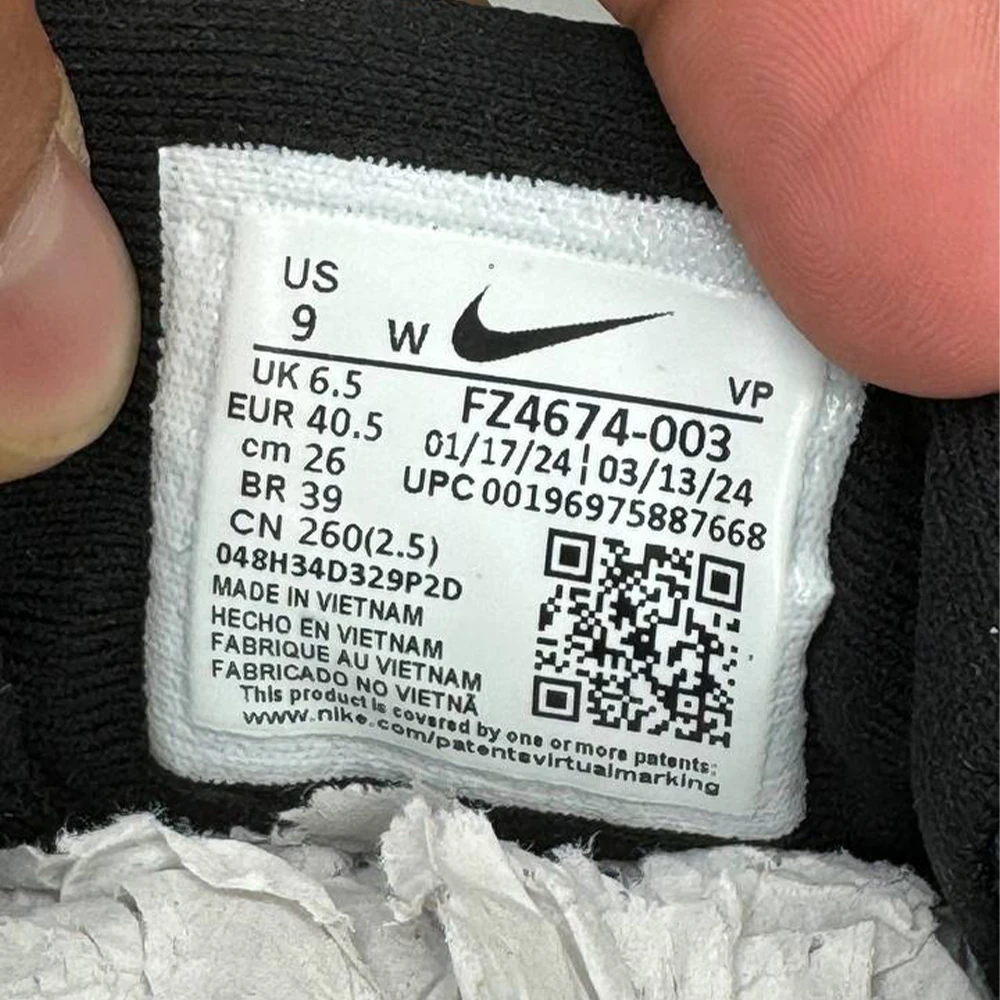 US
9 W
VP
UK 6.5
EUR 40.5
cm 26
BR 39
CN 260(2.5)
FZ4674-003
01/17/24¦03/13/24
UPC 00196975887668
048H34D329P2D
MADE IN VIETNAM
HECHO EN VIETNAM
FABRIQUE AU VIETNAM
FABRICADO NO VIETNÃ
This product is covered by one or more patents:
www.nike.com/patentsvirtualmarking